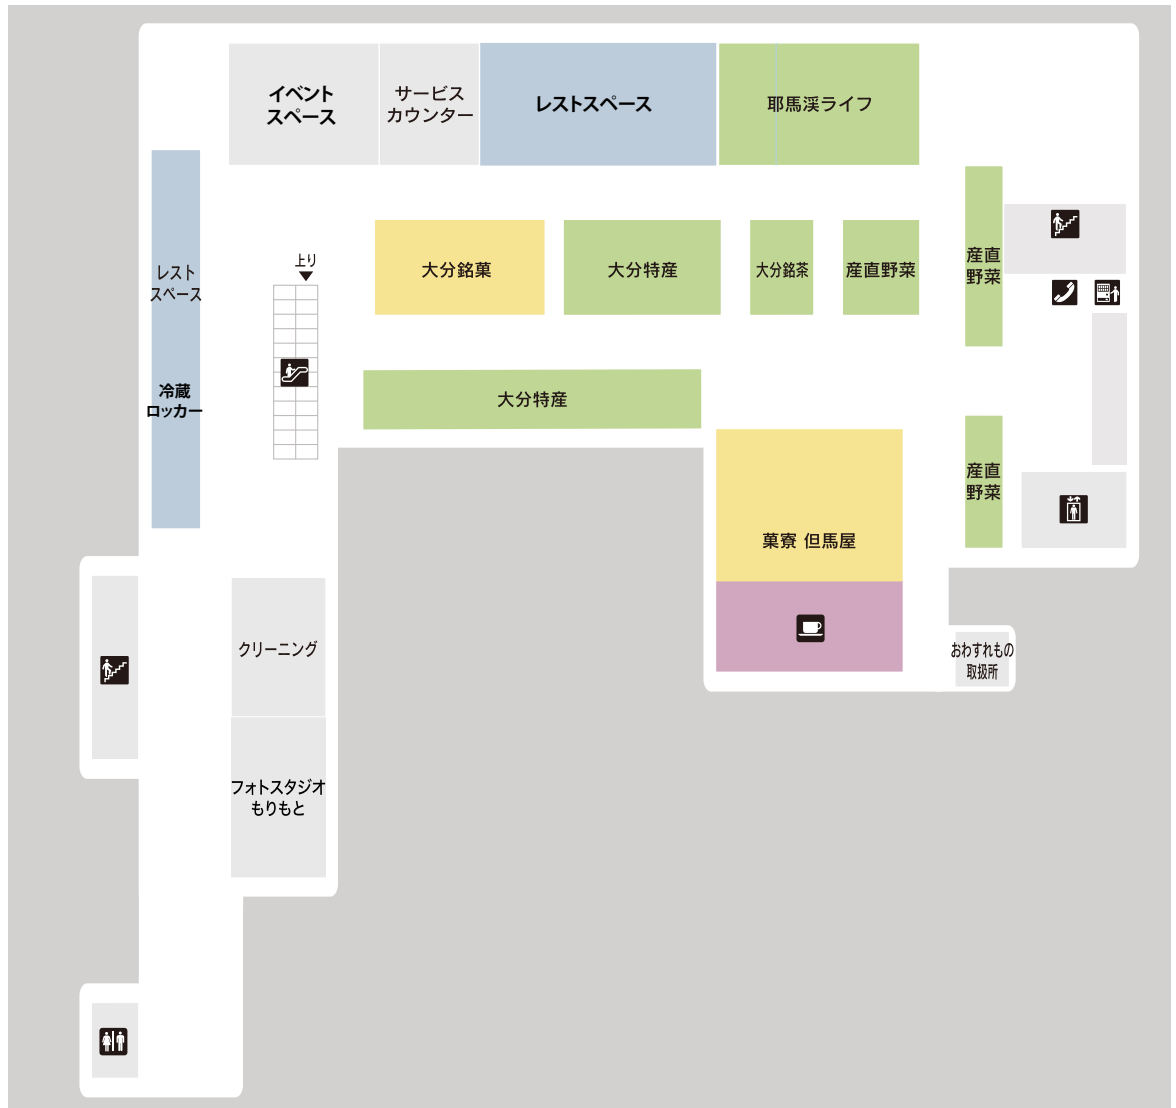 イベント
スペース
サービス
カウンター
レストスペース
耶馬渓ライフ
レスト
スペース
上り
大分銘菓
大分特産
大分銘茶
産直野菜
産直
野菜
冷蔵
ロッカー
大分特産
産直
野菜
菓寮 但馬屋
クリーニング
おわすれもの
取扱所
フォトスタジオ
もりもと